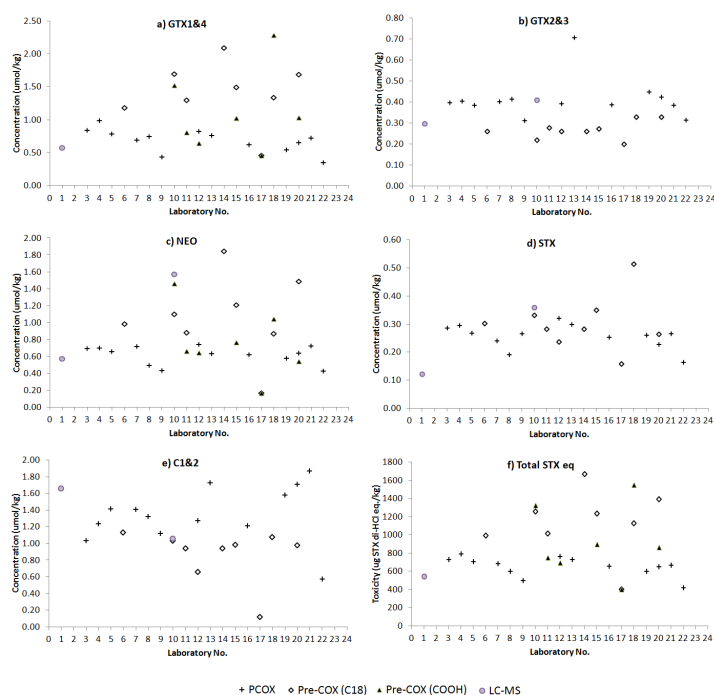 a) GTX1&4
Concentration (umol/kg)
2.50
2.00
1.50
1.00
0.50
0.00
0 1 2 3 4 5 6 7 8 9 10 11 12 13 14 15 16 17 18 19 20 21 22 23 24
Laboratory No.
b) GTX2&3
Concentration (umol/kg)
0.80
0.70
0.60
0.50
0.40
0.30
0.20
0.10
0.00
0 1 2 3 4 5 6 7 8 9 10 11 12 13 14 15 16 17 18 19 20 21 22 23 24
Laboratory No.
c) NEO
Concentration (umol/kg)
2.00
1.80
1.60
1.40
1.20
1.00
0.80
0.60
0.40
0.20
0.00
0 1 2 3 4 5 6 7 8 9 10 11 12 13 14 15 16 17 18 19 20 21 22 23 24
Laboratory No.
d) STX
Concentration (umol/kg)
0.60
0.50
0.40
0.30
0.20
0.10
0.00
0 1 2 3 4 5 6 7 8 9 10 11 12 13 14 15 16 17 18 19 20 21 22 23 24
Laboratory No.
e) C1&2
Concentration (umol/kg)
2.00
1.80
1.60
1.40
1.20
1.00
0.80
0.60
0.40
0.20
0.00
0 1 2 3 4 5 6 7 8 9 10 11 12 13 14 15 16 17 18 19 20 21 22 23 24
Laboratory No.
f) Total STX eq
Toxicity (ug STX di-HCl eq./kg)
1800
1600
1400
1200
1000
800
600
400
200
0
0 1 2 3 4 5 6 7 8 9 10 11 12 13 14 15 16 17 18 19 20 21 22 23 24
Laboratory No.
PCOX Pre-COX (C18) Pre-COX (COOH) LC-MS